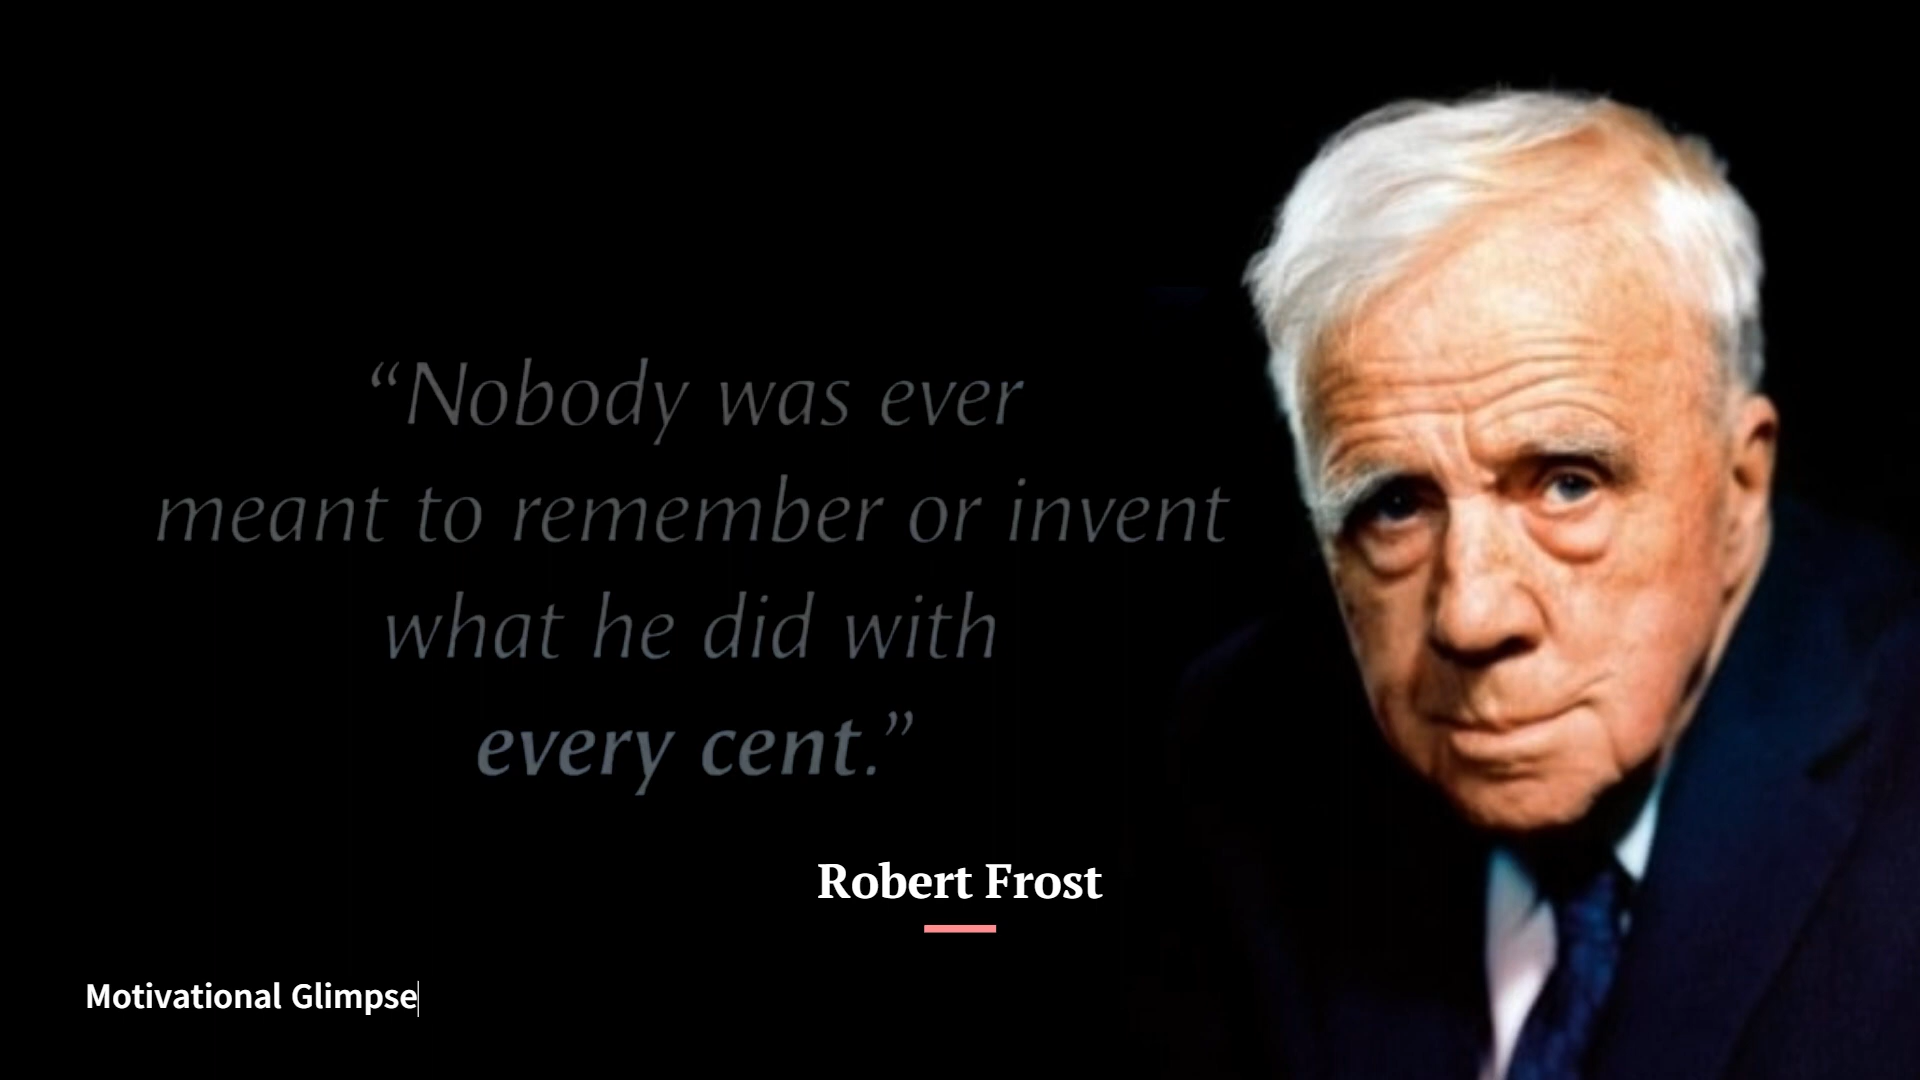 “Nobody was ever
meant to remember or invent
what he did with
every cent.”
Robert Frost
Motivational Glimpse